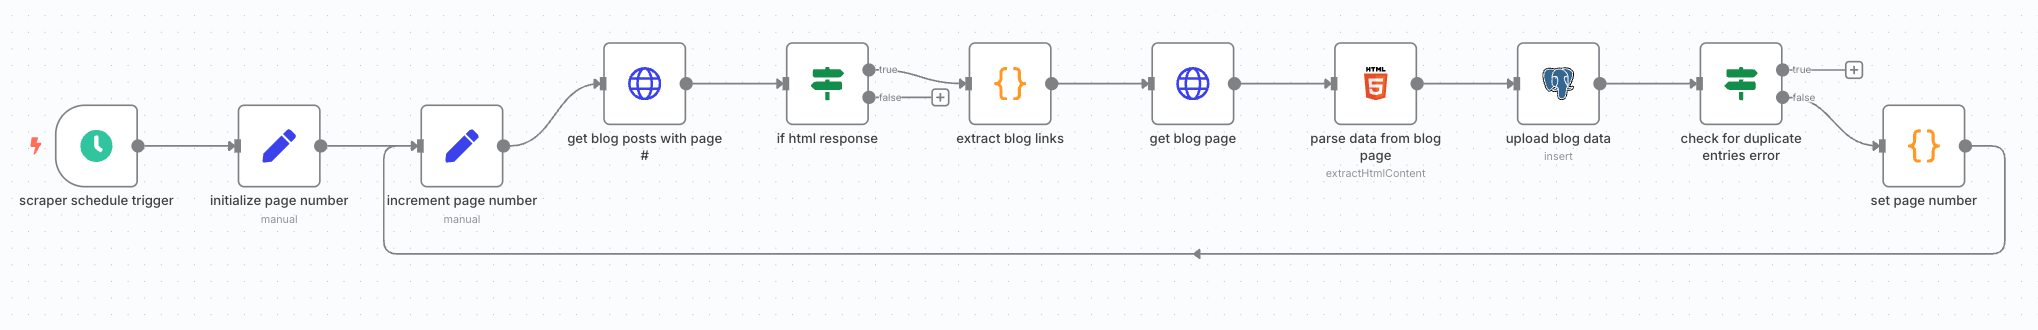 scraper schedule trigger
initialize page number
manual
increment page number
manual
get blog posts with page
#
if html response
true
false
extract blog links
get blog page
HTML
5
parse data from blog
page
extractHtmlContent
upload blog data
insert
check for duplicate
entries error
true
false
set page number